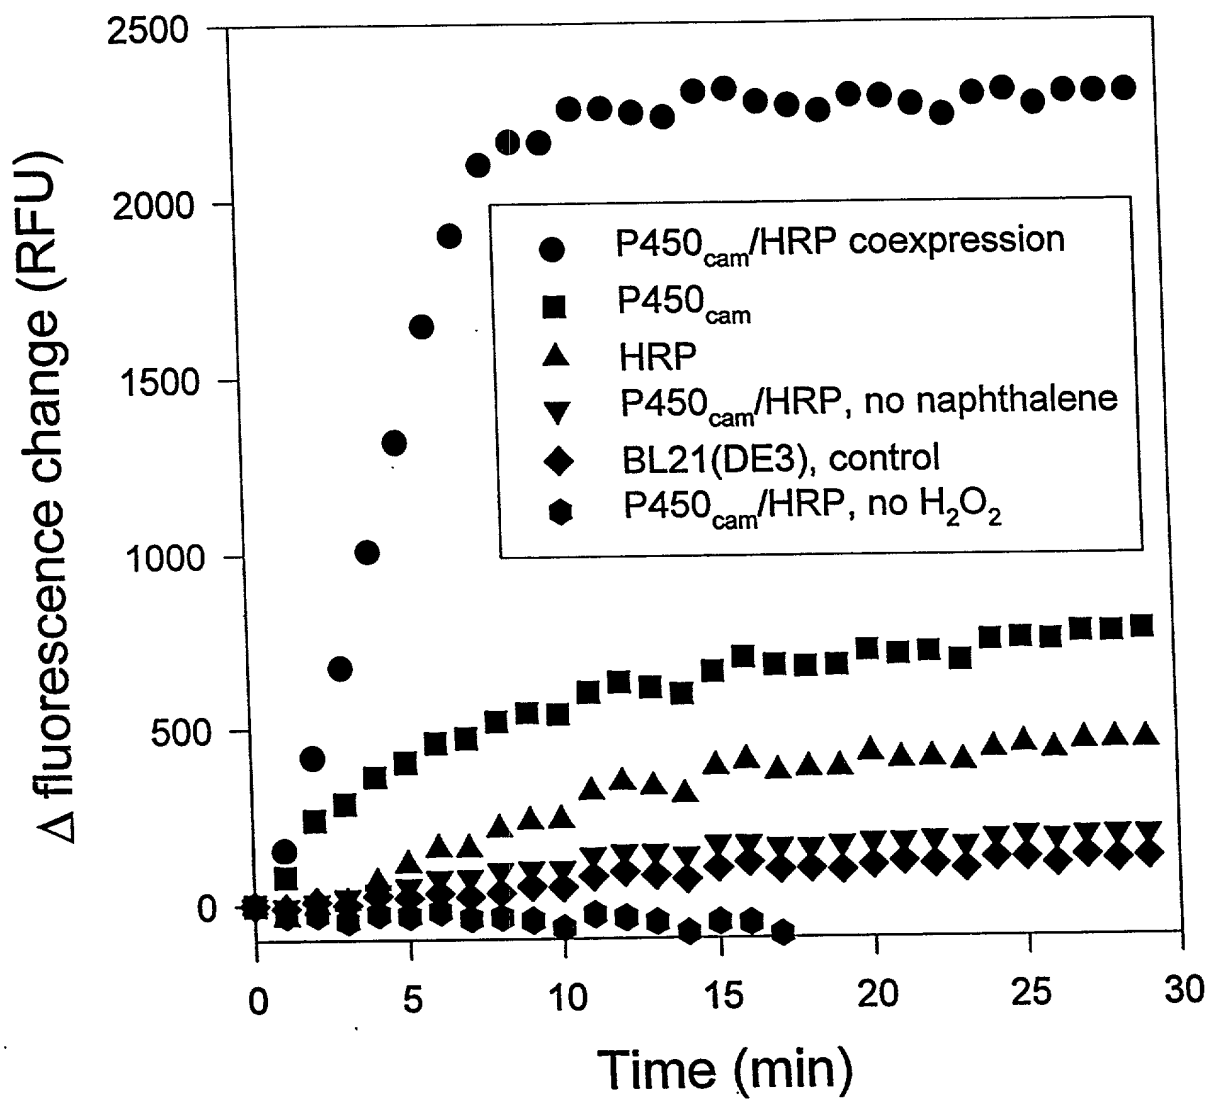 2500
2000
1500
1000
500
0
Δ fluorescence change (RFU)
P450cam/HRP coexpression
P450cam
HRP
P450cam/HRP, no naphthalene
BL21(DE3), control
P450cam/HRP, no H2O2
0 5 10 15 20 25 30
Time (min)